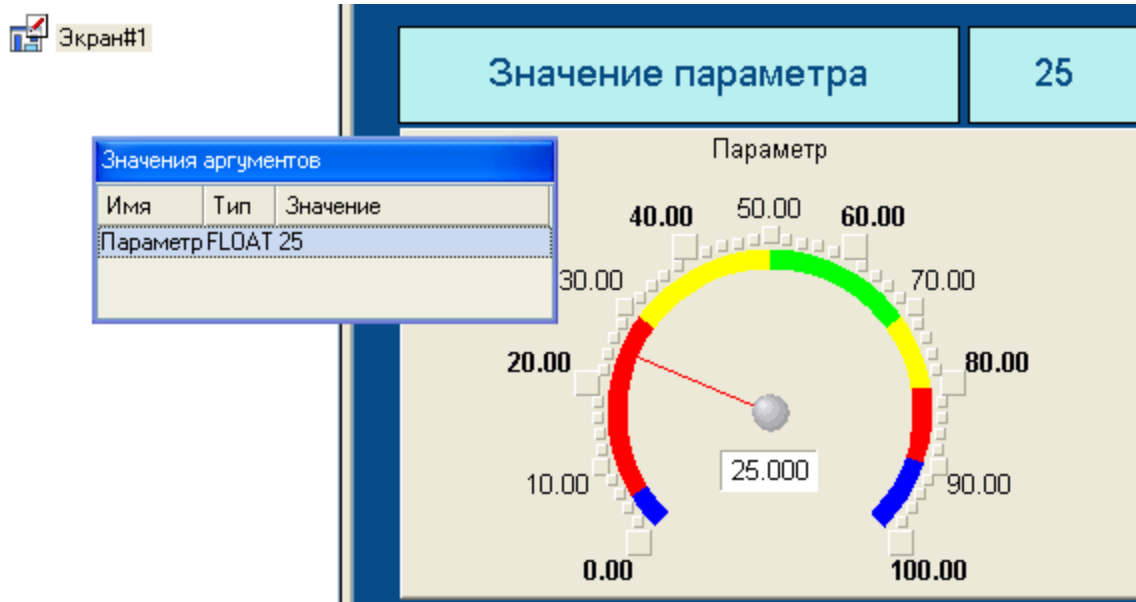 Экран#1
Значение параметра 25
Значения аргументов
Имя Тип Значение
Параметр FLOAT 25
Параметр
40.00 50.00 60.00
30.00 70.00
20.00 80.00
25.000
10.00 90.00
0.00 100.00